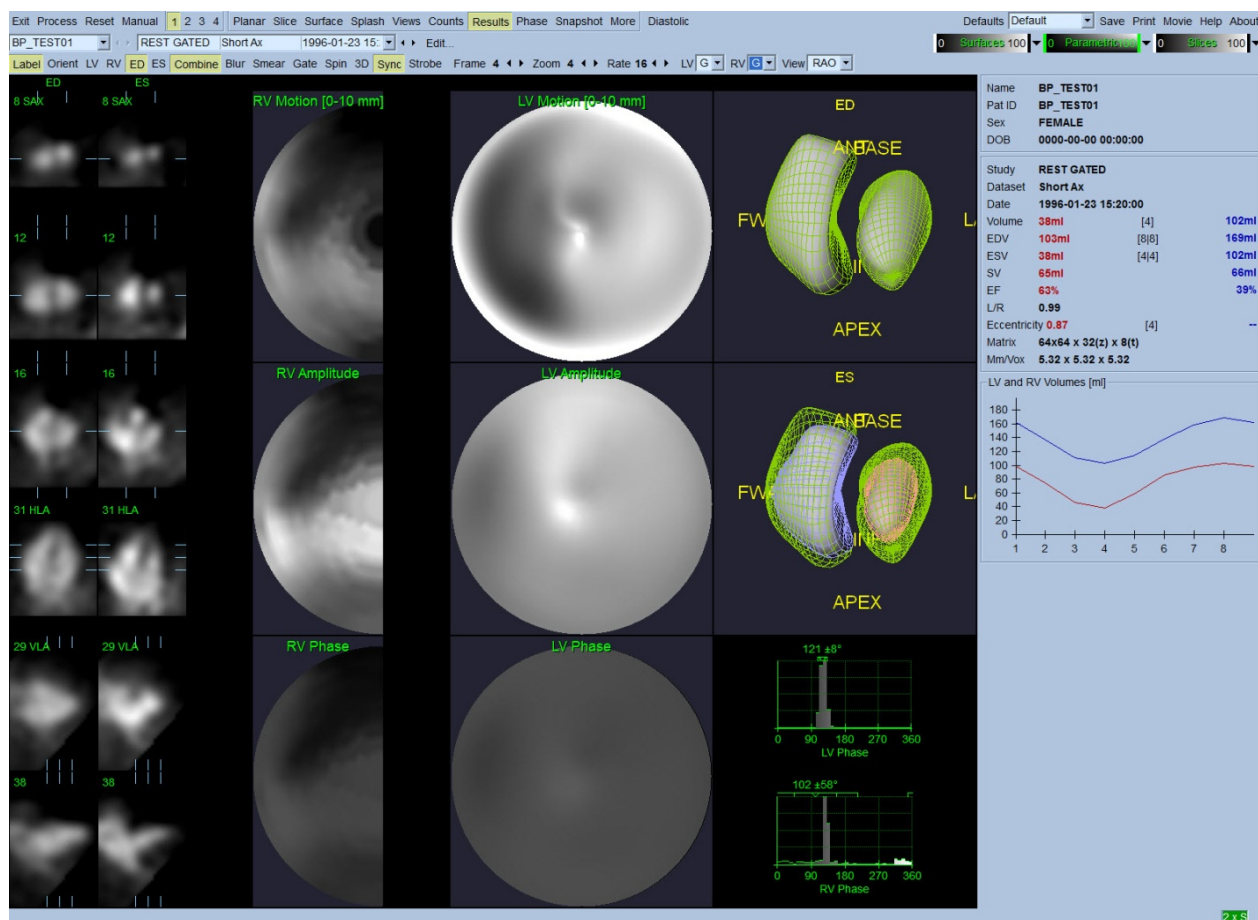 Exit Process Reset Manual 1 2 3 4 Planar Slice Surface Splash Views Counts Results Phase Snapshot More Diastolic Defaults Default Save Print Movie Help About
BP_TEST01 REST GATED Short Ax 1996-01-23 15: Edit... 0 Surfaces 100 0 Parametric 100 0 Slices 100
Label Orient LV RV ED ES Combine Blur Smear Gate Spin 3D Sync Strobe Frame 4 Zoom 4 Rate 16 LV G RV G View RAO
ED ES
8 SAX 8 SAX
12 12
16 16
31 HLA 31 HLA
29 VLA 29 VLA
38 38
RV Motion [0-10 mm] LV Motion [0-10 mm]
ED
ANT BASE
FW
IN
APEX
RV Amplitude LV Amplitude
ES
ANT BASE
FW
INF
APEX
RV Phase LV Phase
121 ±8°
0 90 180 270 360
LV Phase
102 ±58°
0 90 180 270 360
RV Phase
Name BP_TEST01
Pat ID BP_TEST01
Sex FEMALE
DOB 0000-00-00 00:00:00
Study REST GATED
Dataset Short Ax
Date 1996-01-23 15:20:00
Volume 38ml [4] 102ml
EDV 103ml [8|8] 169ml
ESV 38ml [4|4] 102ml
SV 65ml 66ml
EF 63% 39%
L/R 0.99
Eccentricity 0.87 [4] --
Matrix 64x64 x 32(z) x 8(t)
Mm/Vox 5.32 x 5.32 x 5.32
LV and RV Volumes [ml]
180
160
140
120
100
80
60
40
20
0
1 2 3 4 5 6 7 8
2 x S